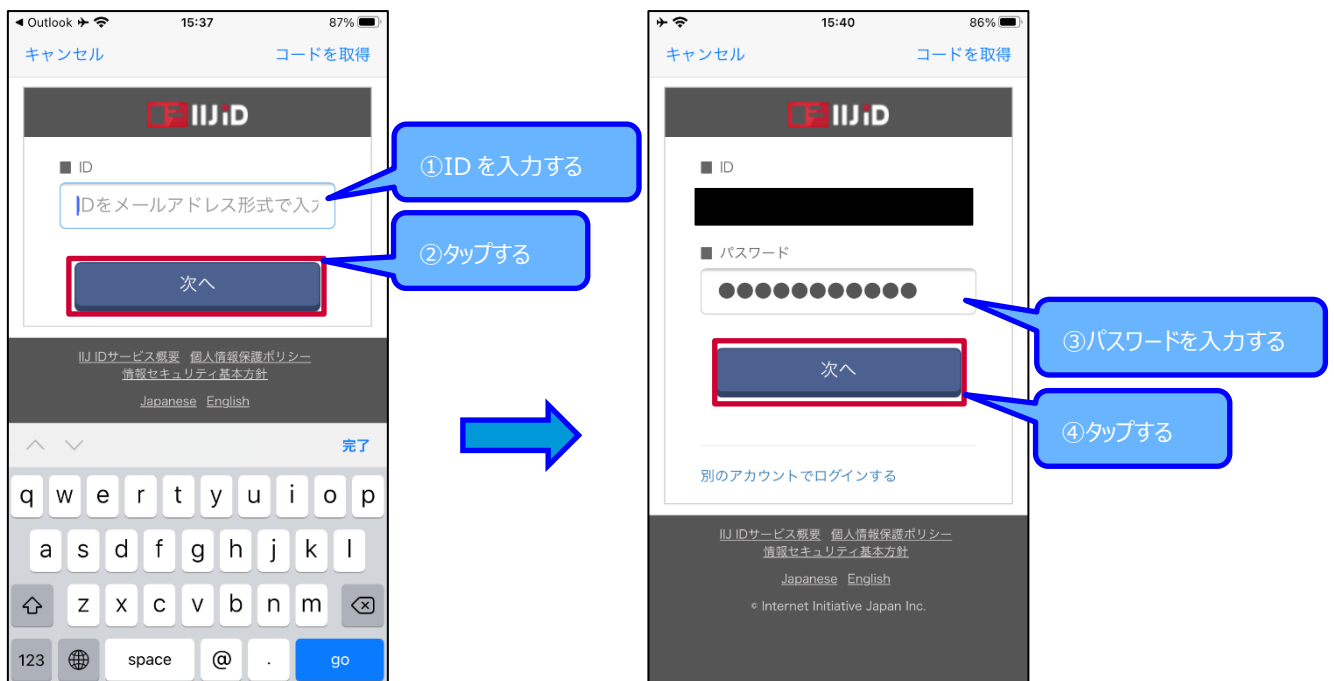 ◀ Outlook 15:37 87%
キャンセル コードを取得
IIJ iD
■ ID
IDをメールアドレス形式で入力
次へ
IIJ IDサービス概要 個人情報保護ポリシー
情報セキュリティ基本方針
Japanese English
完了
q w e r t y u i o p
a s d f g h j k l
z x c v b n m
123 space @ . go
①ID を入力する
②タップする
15:40 86%
キャンセル コードを取得
IIJ iD
■ ID
■ パスワード
●●●●●●●●●●●
次へ
別のアカウントでログインする
IIJ IDサービス概要 個人情報保護ポリシー
情報セキュリティ基本方針
Japanese English
© Internet Initiative Japan Inc.
③パスワードを入力する
④タップする